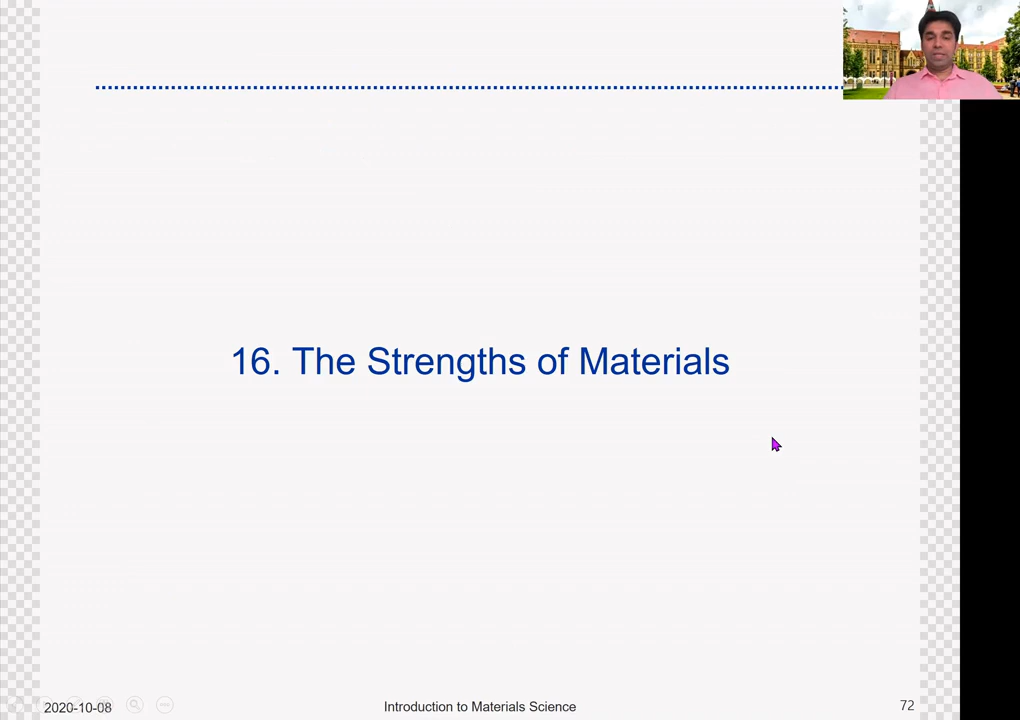 16. The Strengths of Materials
2020-10-08
Introduction to Materials Science
72